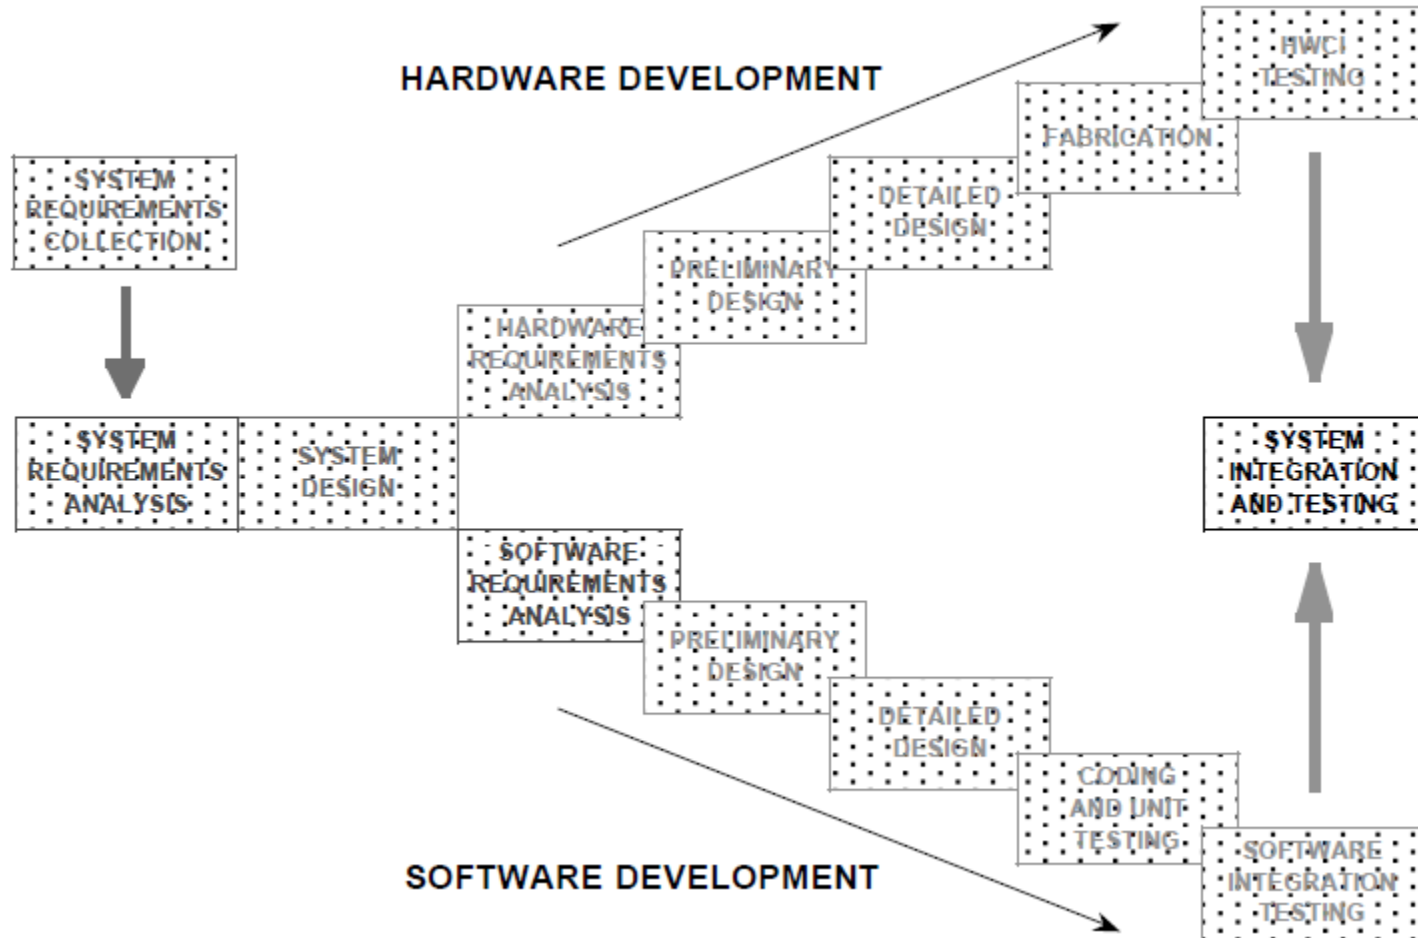 HARDWARE DEVELOPMENT
HWCI
TESTING
FABRICATION
SYSTEM
REQUIREMENTS
COLLECTION
DETAILED
DESIGN
PRELIMINARY
DESIGN
HARDWARE
REQUIREMENTS
ANALYSIS
SYSTEM
REQUIREMENTS
ANALYSIS
SYSTEM
DESIGN
SYSTEM
INTEGRATION
AND TESTING
SOFTWARE
REQUIREMENTS
ANALYSIS
PRELIMINARY
DESIGN
DETAILED
DESIGN
CODING
AND UNIT
TESTING
SOFTWARE
INTEGRATION
TESTING
SOFTWARE DEVELOPMENT